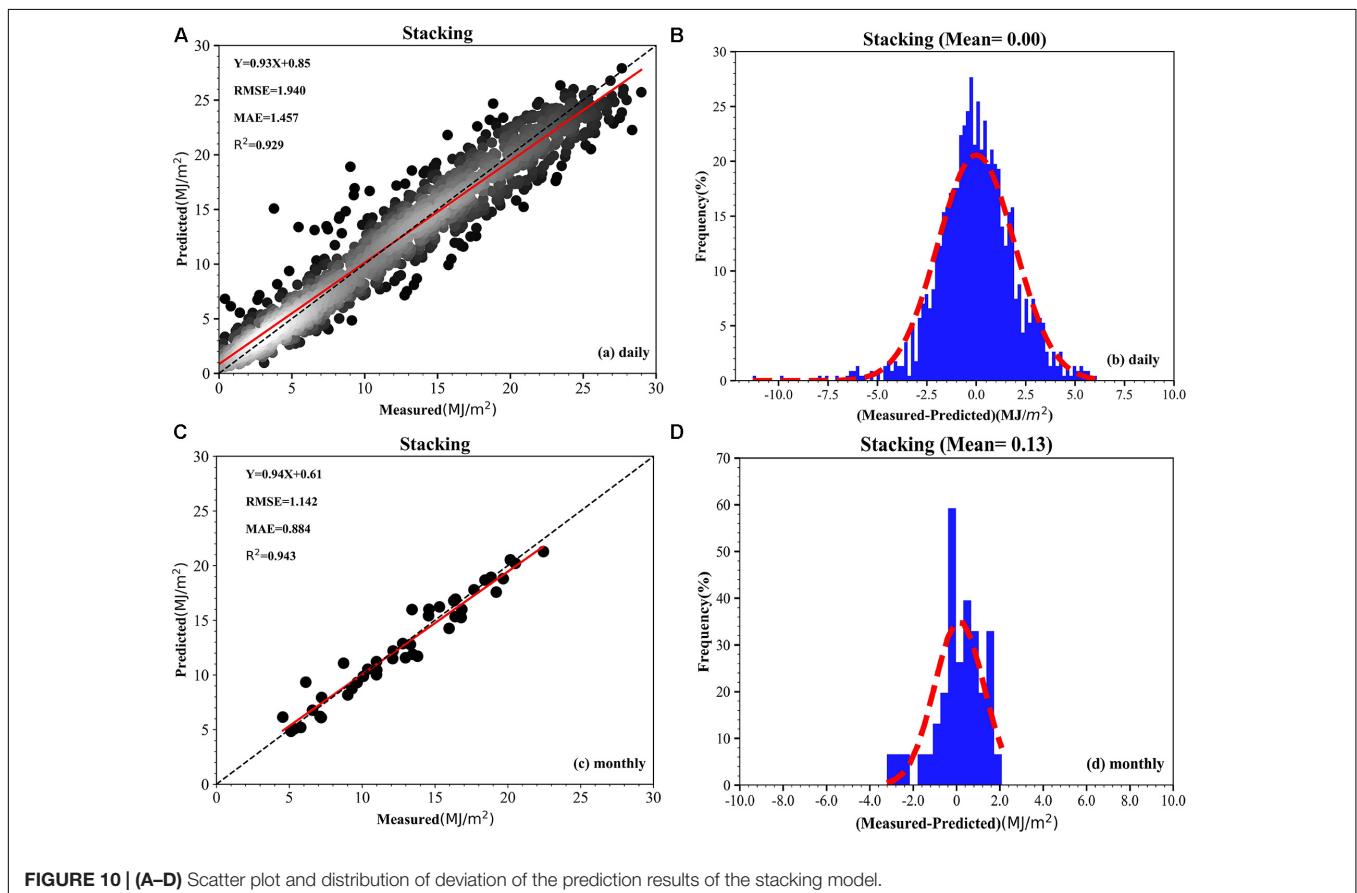 A
Stacking
Y=0.93X+0.85
RMSE=1.940
MAE=1.457
R²=0.929
30
25
20
15
10
5
0
Predicted(MJ/m²)
(a) daily
0 5 10 15 20 25 30
Measured(MJ/m²)
B
Stacking (Mean= 0.00)
30
25
20
15
10
5
0
Frequency(%)
(b) daily
-10.0 -7.5 -5.0 -2.5 0.0 2.5 5.0 7.5 10.0
(Measured-Predicted)(MJ/m²)
C
Stacking
Y=0.94X+0.61
RMSE=1.142
MAE=0.884
R²=0.943
30
25
20
15
10
5
0
Predicted(MJ/m²)
(c) monthly
5 10 15 20 25 30
Measured(MJ/m²)
D
Stacking (Mean= 0.13)
70
60
50
40
30
20
10
0
Frequency(%)
(d) monthly
-10.0 -8.0 -6.0 -4.0 -2.0 0 2.0 4.0 6.0 8.0 10.0
(Measured-Predicted)(MJ/m²)
FIGURE 10 | (A–D) Scatter plot and distribution of deviation of the prediction results of the stacking model.